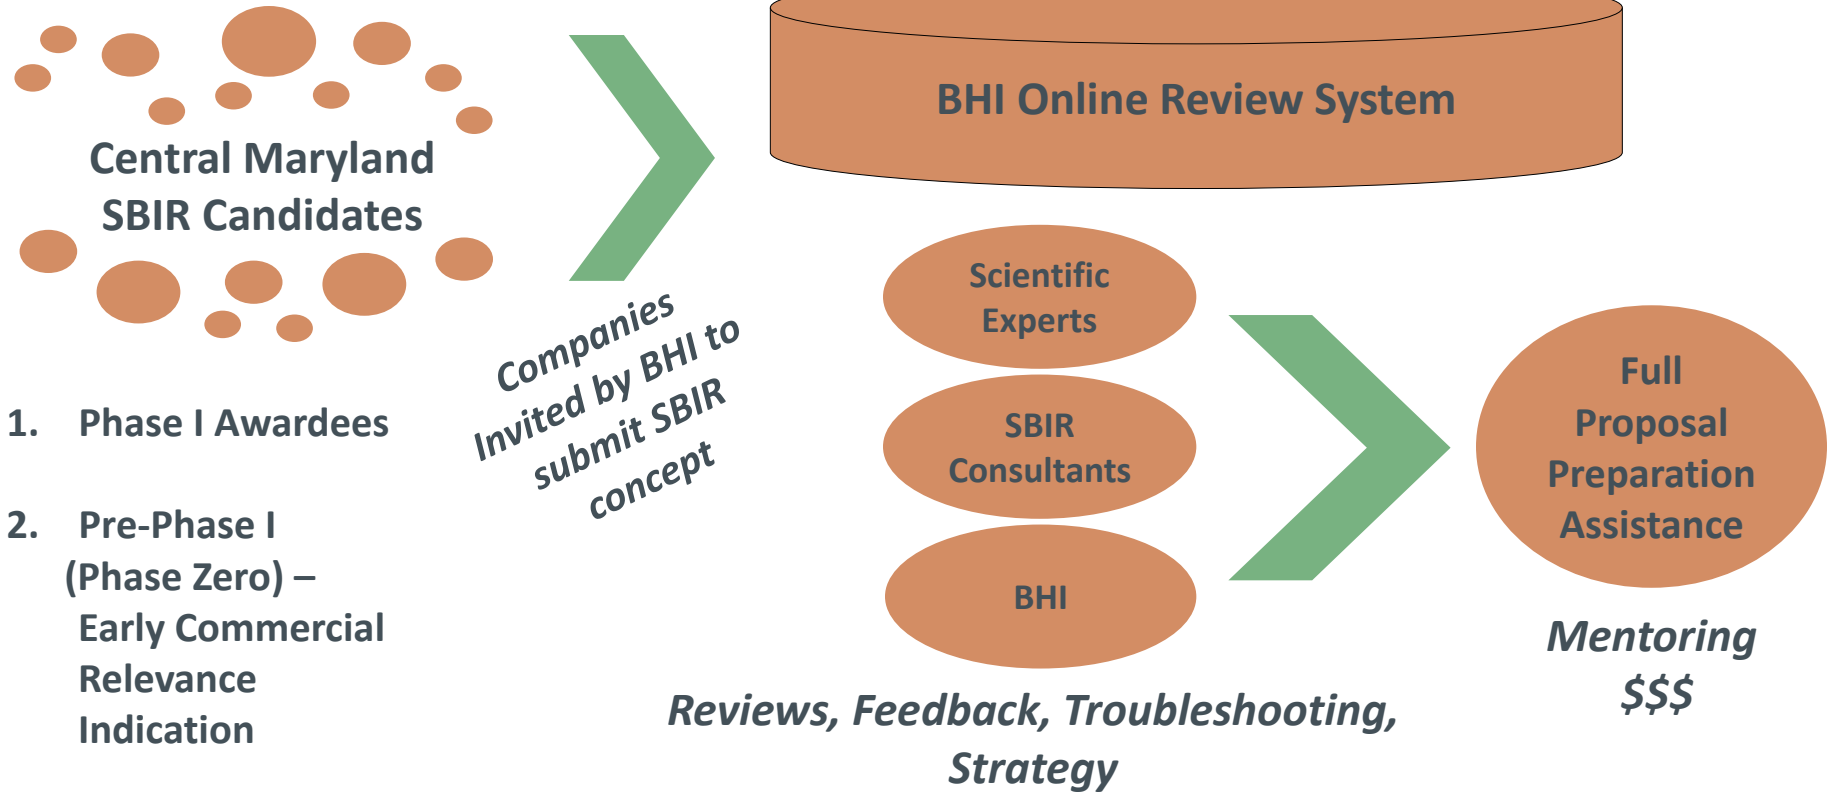 Central Maryland
SBIR Candidates
1. Phase I Awardees
2. Pre-Phase I
(Phase Zero) –
Early Commercial
Relevance
Indication
Companies
Invited by BHI to
submit SBIR
concept
BHI Online Review System
Scientific
Experts
SBIR
Consultants
BHI
Reviews, Feedback, Troubleshooting,
Strategy
Full
Proposal
Preparation
Assistance
Mentoring
$$$